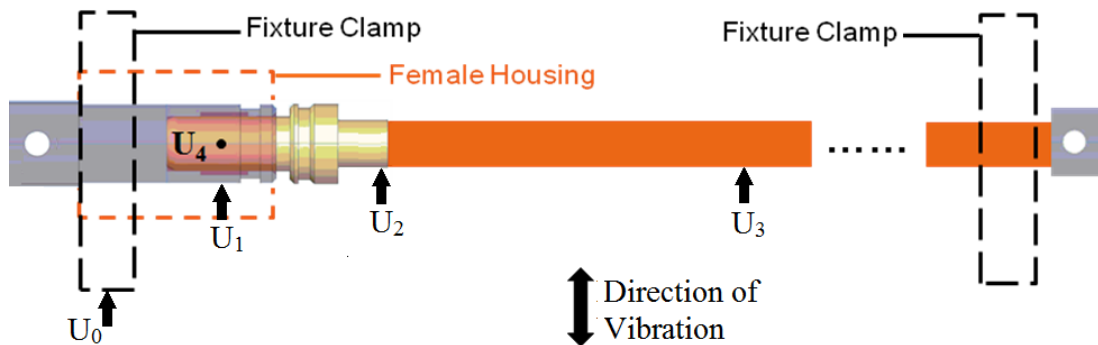 Fixture Clamp
Fixture Clamp
Female Housing
U₄
U₁
U₂
U₃
U₀
Direction of
Vibration